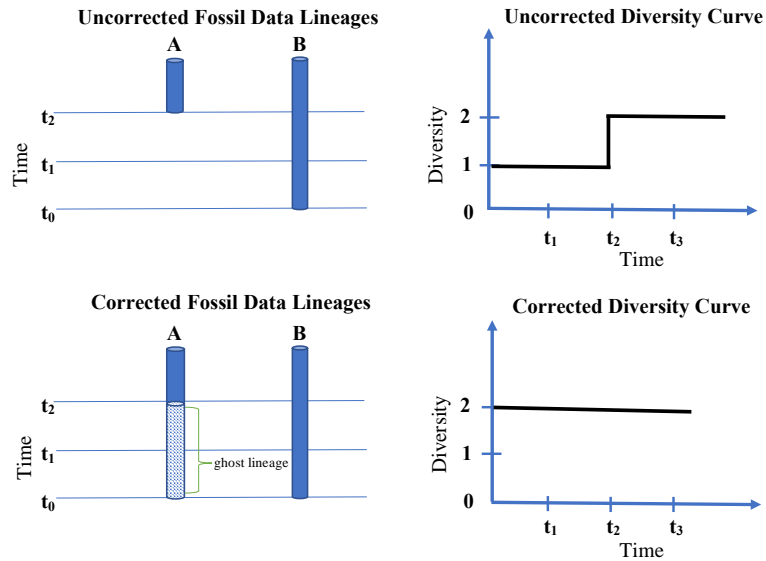 Uncorrected Fossil Data Lineages
A
B
t2
t1
t0
Time
Uncorrected Diversity Curve
2
1
0
Diversity
t1
t2
t3
Time
Corrected Fossil Data Lineages
A
B
t2
t1
t0
Time
ghost lineage
Corrected Diversity Curve
2
1
0
Diversity
t1
t2
t3
Time